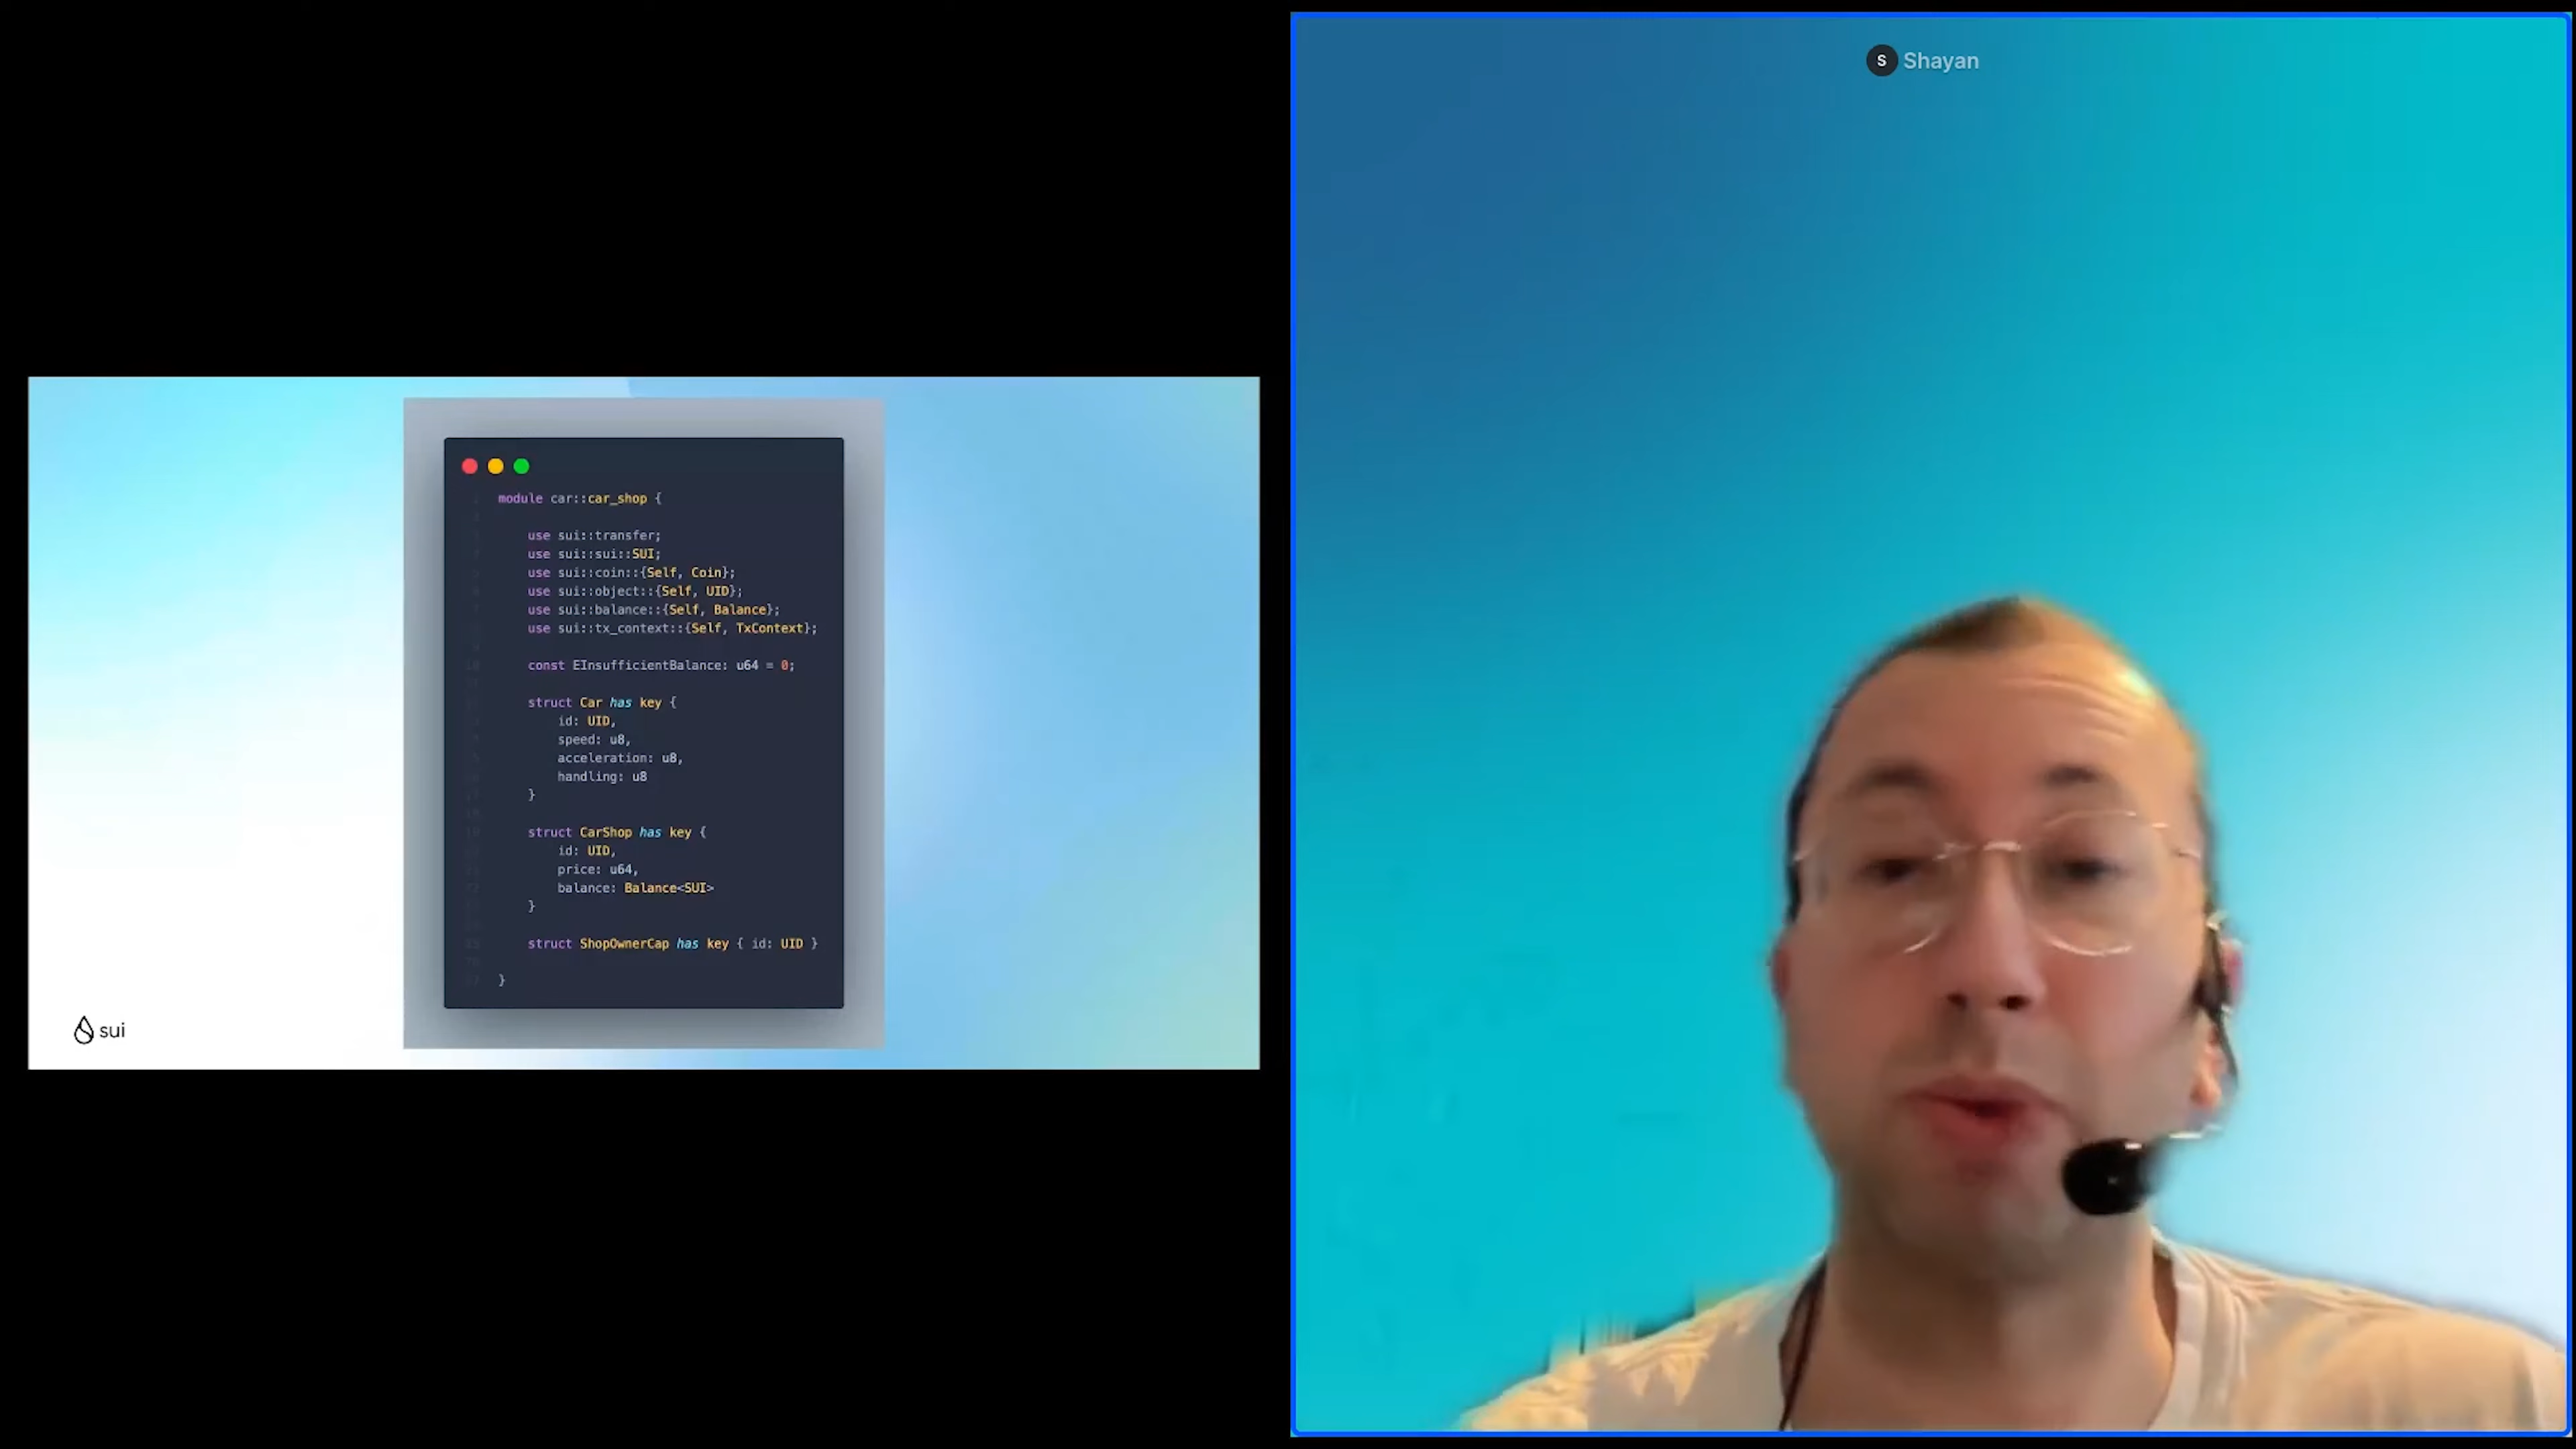 module car::car_shop {
use sui::transfer;
use sui::sui::SUI;
use sui::coin::{Self, Coin};
use sui::object::{Self, UID};
use sui::balance::{Self, Balance};
use sui::tx_context::{Self, TxContext};
const EInsufficientBalance: u64 = 0;
struct Car has key {
id: UID,
speed: u8,
acceleration: u8,
handling: u8
}
struct CarShop has key {
id: UID,
price: u64,
balance: Balance<SUI>
}
struct ShopOwnerCap has key { id: UID }
}
sui
S Shayan